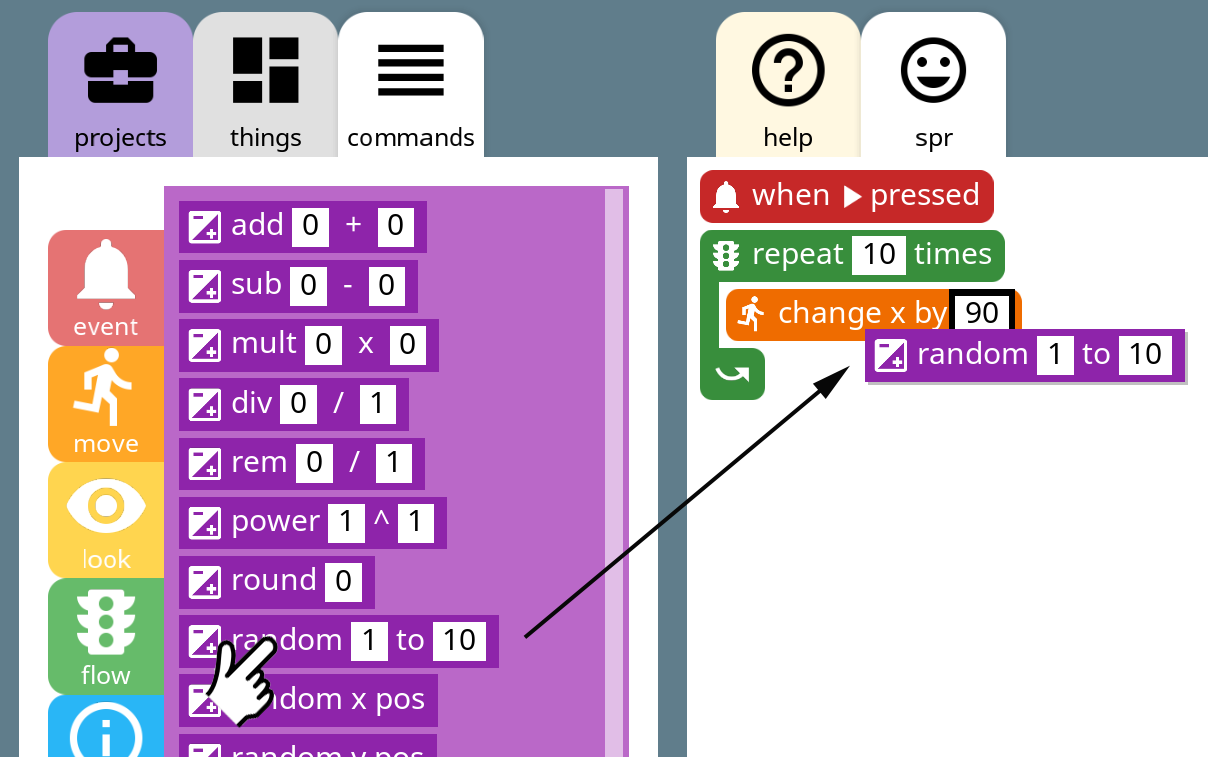 projects
things
commands
help
spr
event
move
look
flow
add 0 + 0
sub 0 - 0
mult 0 x 0
div 0 / 1
rem 0 / 1
power 1 ^ 1
round 0
random 1 to 10
random x pos
random y pos
when pressed
repeat 10 times
change x by 90
random 1 to 10